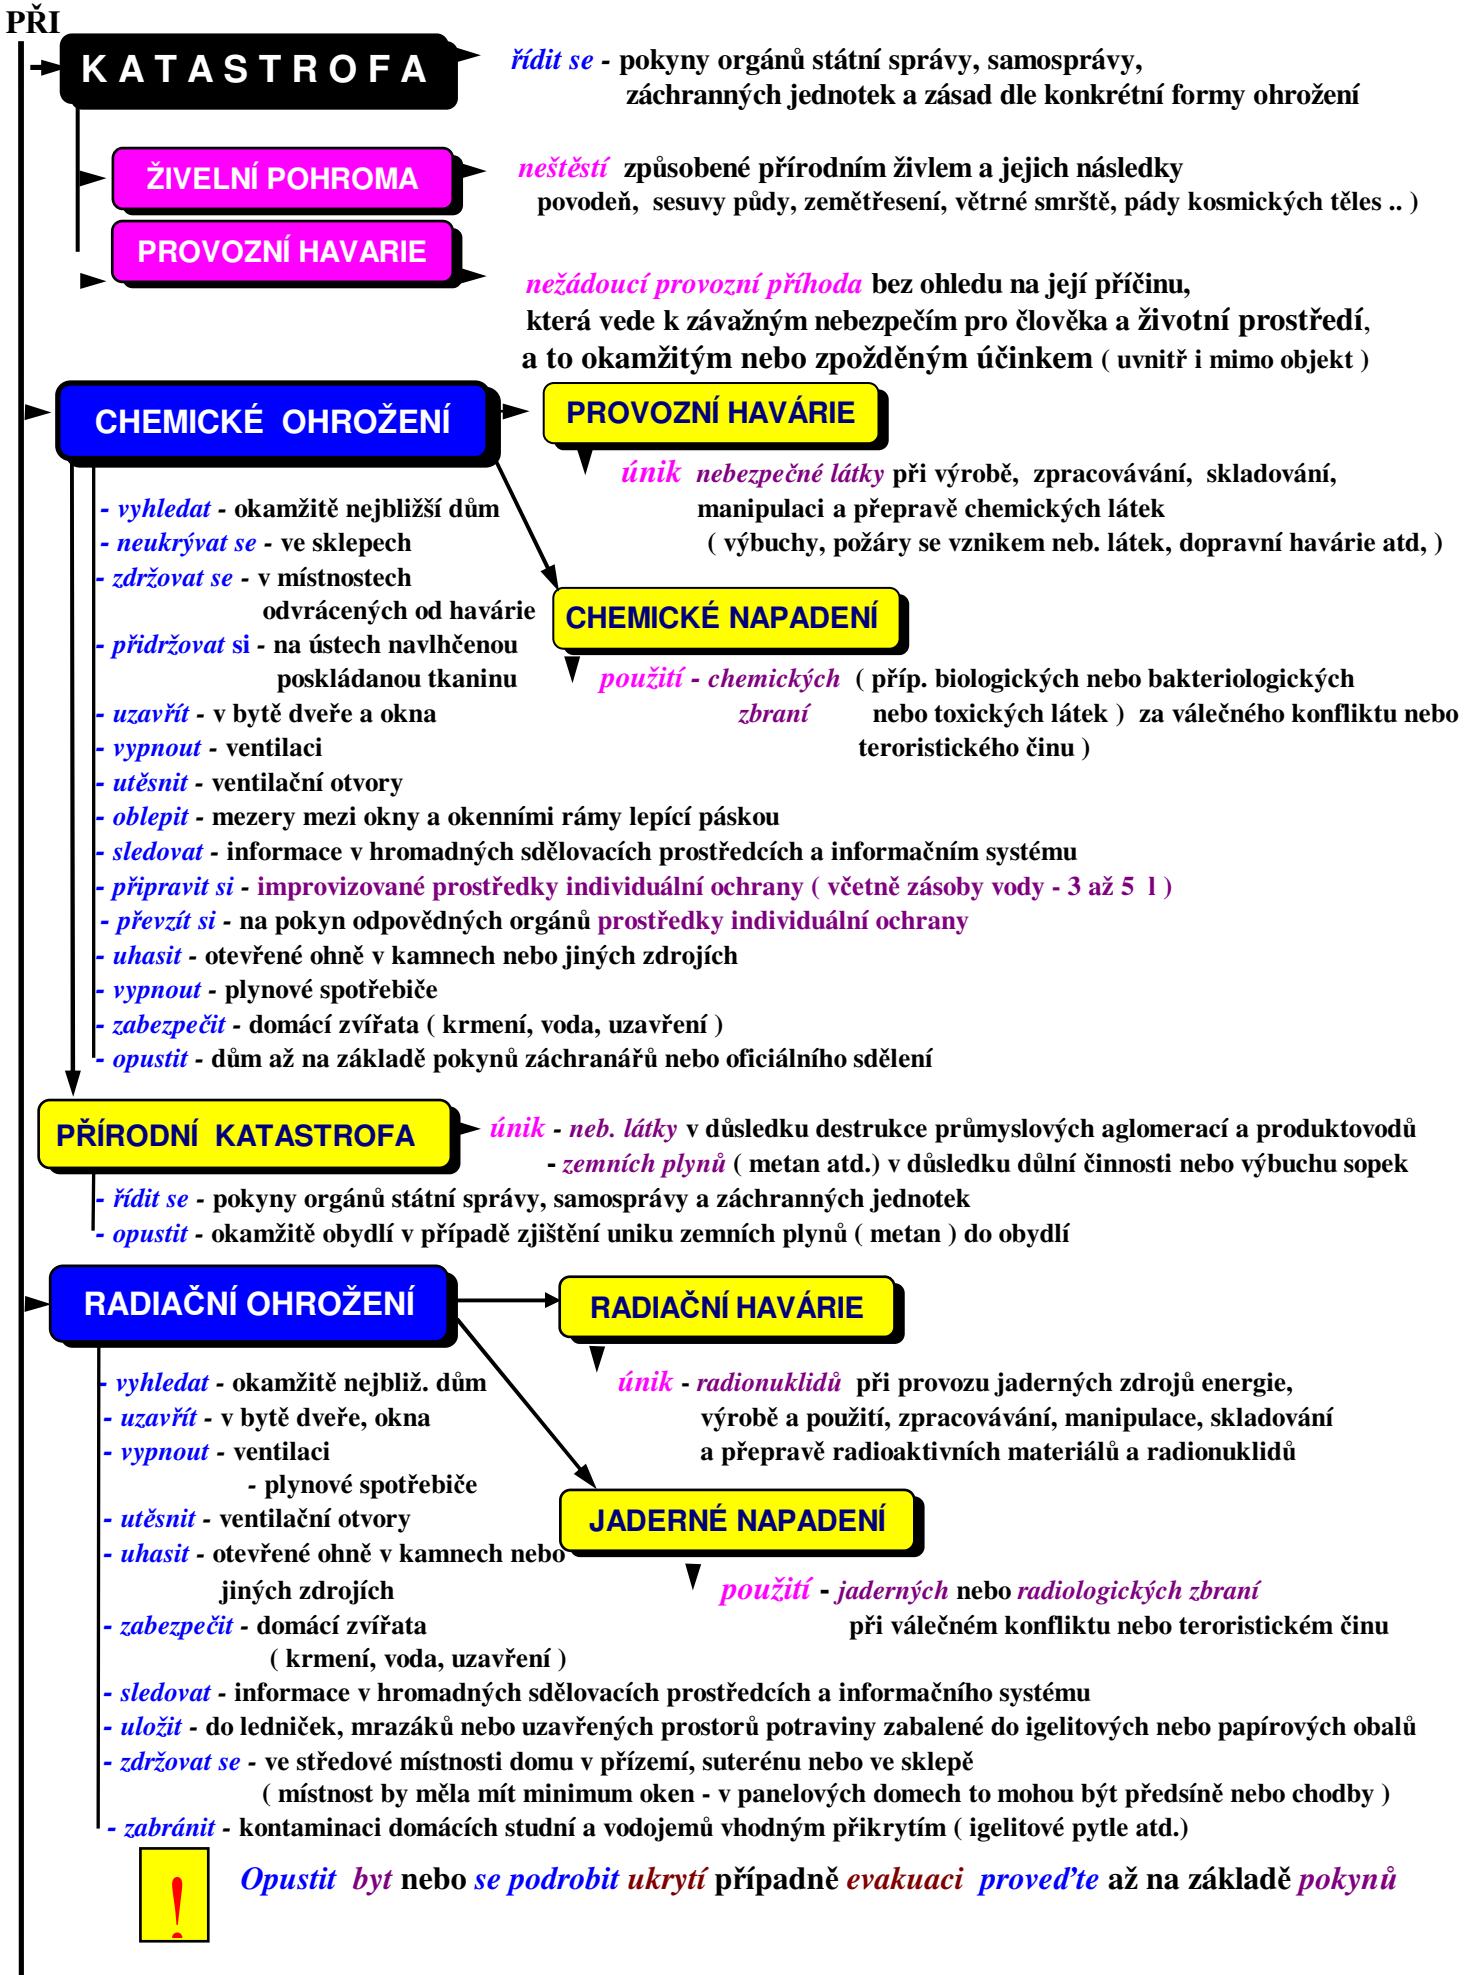 PŘI
KATASTROFA
řídit se - pokyny orgánů státní správy, samosprávy,
záchranných jednotek a zásad dle konkrétní formy ohrožení
ŽIVELNÍ POHROMA
neštěstí způsobené přírodním živlem a jejich následky
povodeň, sesuvy půdy, zemětřesení, větrné smrště, pády kosmických těles .. )
PROVOZNÍ HAVARIE
nežádoucí provozní příhoda bez ohledu na její příčinu,
která vede k závažným nebezpečím pro člověka a životní prostředí,
a to okamžitým nebo zpožděným účinkem ( uvnitř i mimo objekt )
CHEMICKÉ OHROŽENÍ
PROVOZNÍ HAVÁRIE
únik nebezpečné látky při výrobě, zpracovávání, skladování,
manipulaci a přepravě chemických látek
( výbuchy, požáry se vznikem neb. látek, dopravní havárie atd, )
- vyhledat - okamžitě nejbližší dům
- neukrývat se - ve sklepech
- zdržovat se - v místnostech
odvrácených od havárie
- přidržovat si - na ústech navlhčenou
poskládanou tkaninu
CHEMICKÉ NAPADENÍ
použití - chemických ( příp. biologických nebo bakteriologických
zbraní nebo toxických látek ) za válečného konfliktu nebo
teroristického činu )
- uzavřít - v bytě dveře a okna
- vypnout - ventilaci
- utěsnit - ventilační otvory
- oblepit - mezery mezi okny a okenními rámy lepící páskou
- sledovat - informace v hromadných sdělovacích prostředcích a informačním systému
- připravit si - improvizované prostředky individuální ochrany ( včetně zásoby vody - 3 až 5 l )
- převzít si - na pokyn odpovědných orgánů prostředky individuální ochrany
- uhasit - otevřené ohně v kamnech nebo jiných zdrojích
- vypnout - plynové spotřebiče
- zabezpečit - domácí zvířata ( krmení, voda, uzavření )
- opustit - dům až na základě pokynů záchranářů nebo oficiálního sdělení
PŘÍRODNÍ KATASTROFA
únik - neb. látky v důsledku destrukce průmyslových aglomerací a produktovodů
- zemních plynů ( metan atd.) v důsledku důlní činnosti nebo výbuchu sopek
- řídit se - pokyny orgánů státní správy, samosprávy a záchranných jednotek
- opustit - okamžitě obydlí v případě zjištění uniku zemních plynů ( metan ) do obydlí
RADIAČNÍ OHROŽENÍ
RADIAČNÍ HAVÁRIE
únik - radionuklidů při provozu jaderných zdrojů energie,
výrobě a použití, zpracovávání, manipulace, skladování
a přepravě radioaktivních materiálů a radionuklidů
- vyhledat - okamžitě nejbliž. dům
- uzavřít - v bytě dveře, okna
- vypnout - ventilaci
- plynové spotřebiče
- utěsnit - ventilační otvory
- uhasit - otevřené ohně v kamnech nebo
jiných zdrojích
JADERNÉ NAPADENÍ
použití - jaderných nebo radiologických zbraní
při válečném konfliktu nebo teroristickém činu
- zabezpečit - domácí zvířata
( krmení, voda, uzavření )
- sledovat - informace v hromadných sdělovacích prostředcích a informačního systému
- uložit - do ledniček, mrazáků nebo uzavřených prostorů potraviny zabalené do igelitových nebo papírových obalů
- zdržovat se - ve středové místnosti domu v přízemí, suterénu nebo ve sklepě
( místnost by měla mít minimum oken - v panelových domech to mohou být předsíně nebo chodby )
- zabránit - kontaminaci domácích studní a vodojemů vhodným přikrytím ( igelitové pytle atd.)
!
Opustit byt nebo se podrobit ukrytí případně evakuaci proveďte až na základě pokynů